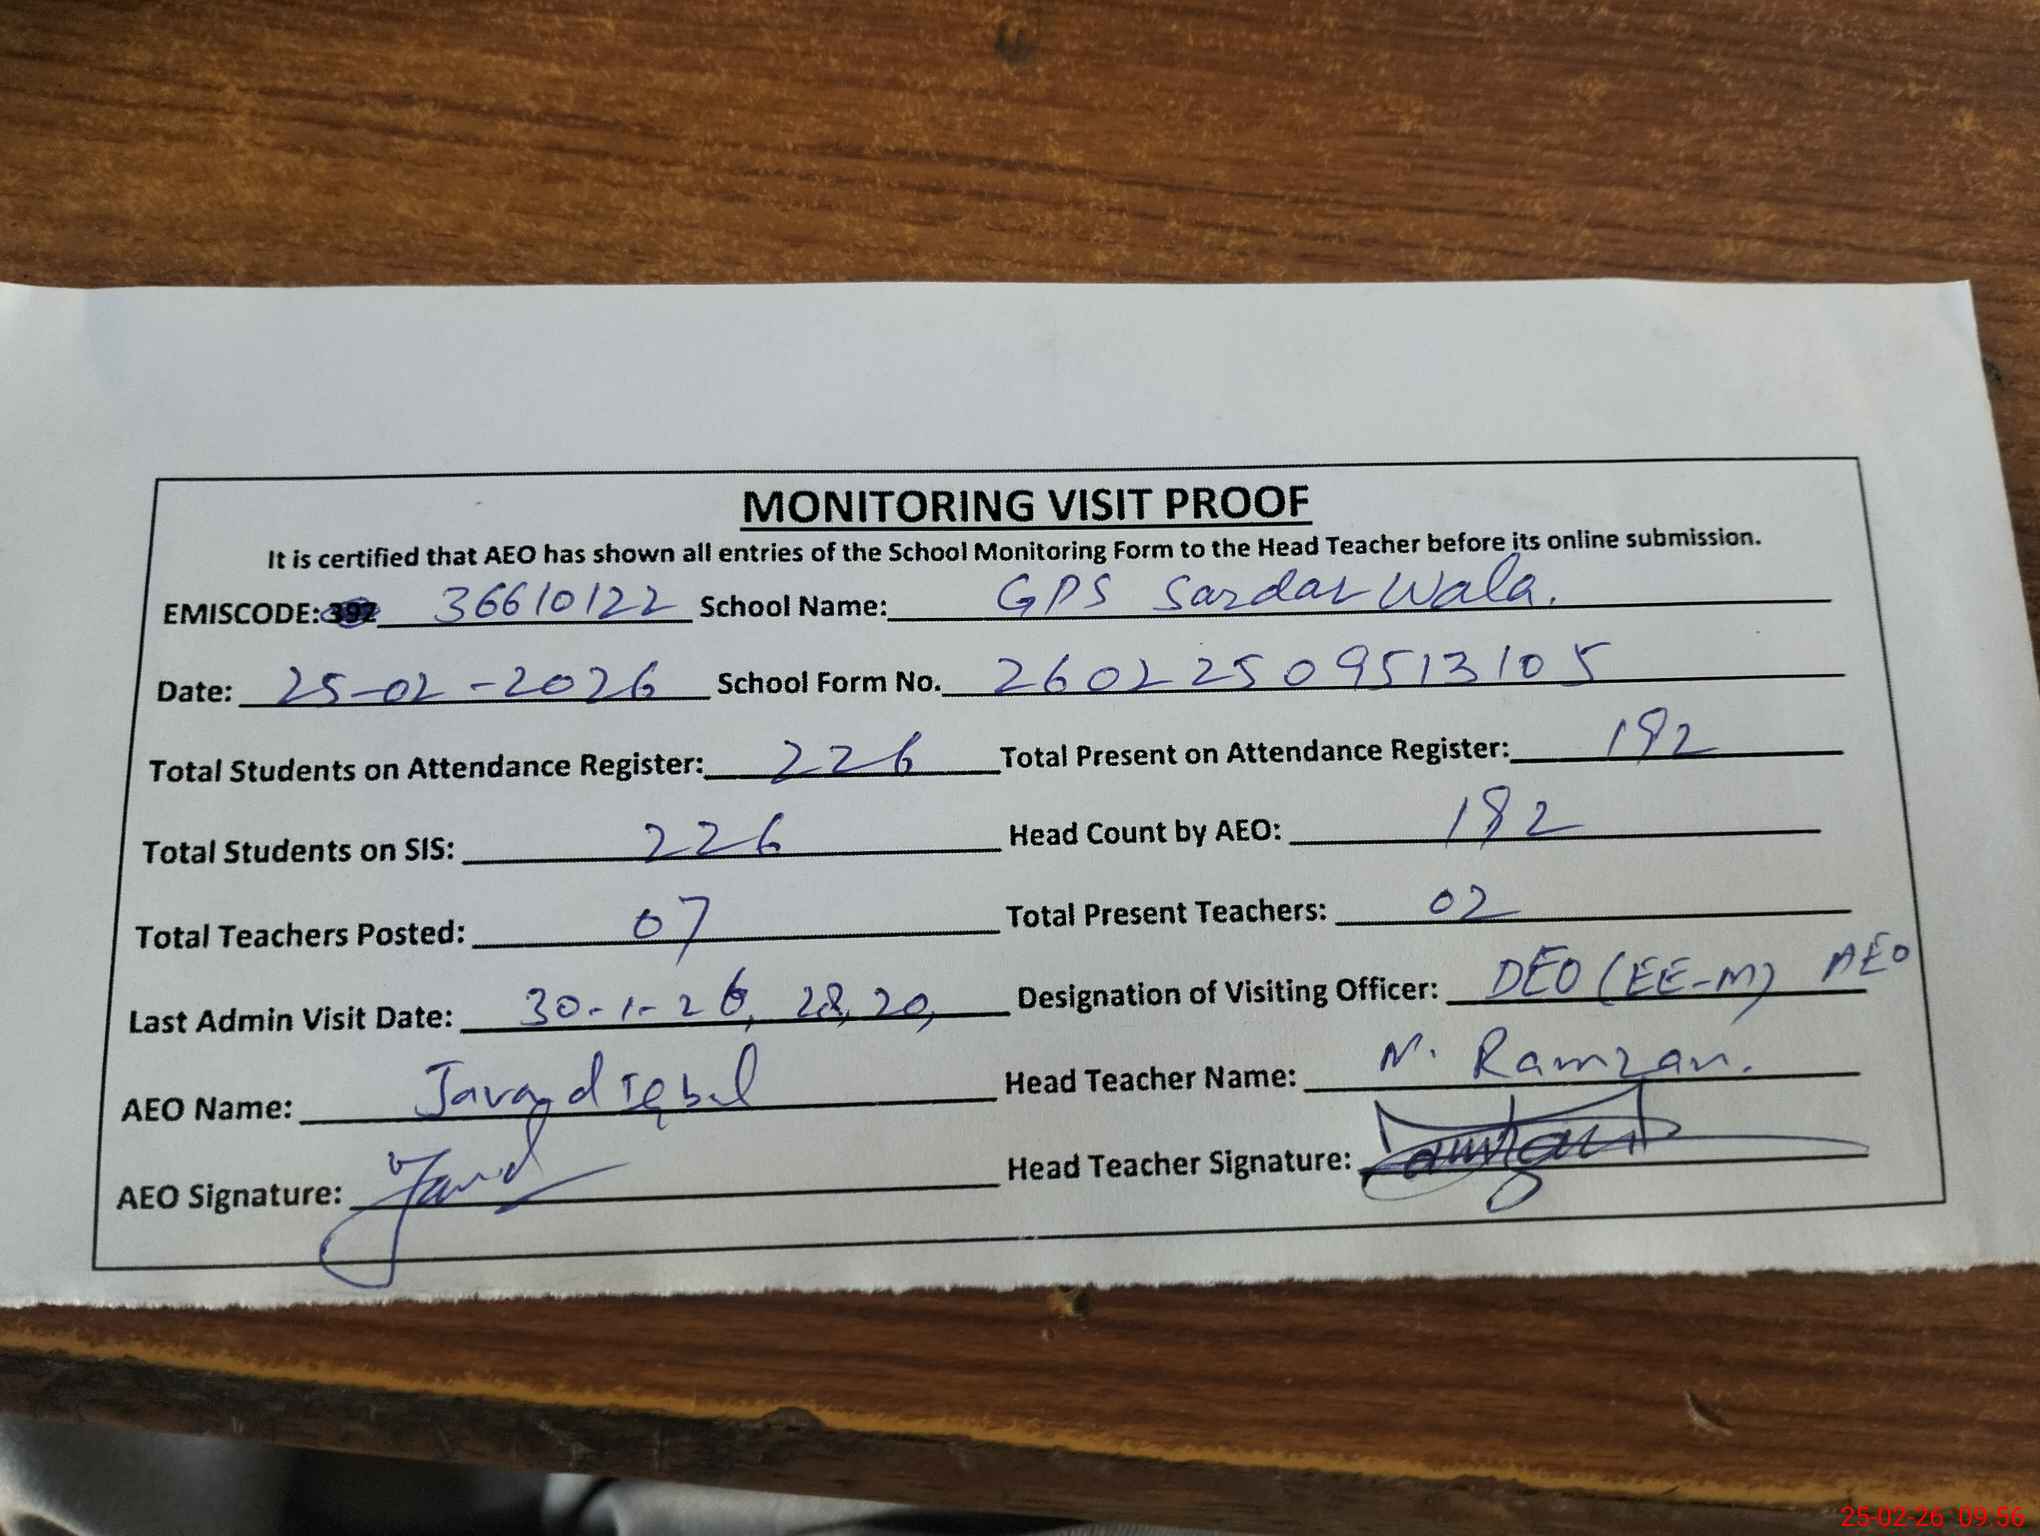 MONITORING VISIT PROOF
It is certified that AEO has shown all entries of the School Monitoring Form to the Head Teacher before its online submission.
EMISCODE: 36610122 School Name: GPS Sardar Wala.
Date: 25-02-2026 School Form No. 26022509513105
Total Students on Attendance Register: 226 Total Present on Attendance Register: 192
Total Students on SIS: 226 Head Count by AEO: 192
Total Teachers Posted: 07 Total Present Teachers: 02
Last Admin Visit Date: 30-1-26, 28, 20, Designation of Visiting Officer: DEO (EE-M) AEO
AEO Name: Javaid Iqbal Head Teacher Name: M. Ramzan.
AEO Signature: Head Teacher Signature:
25-02-26 09:56